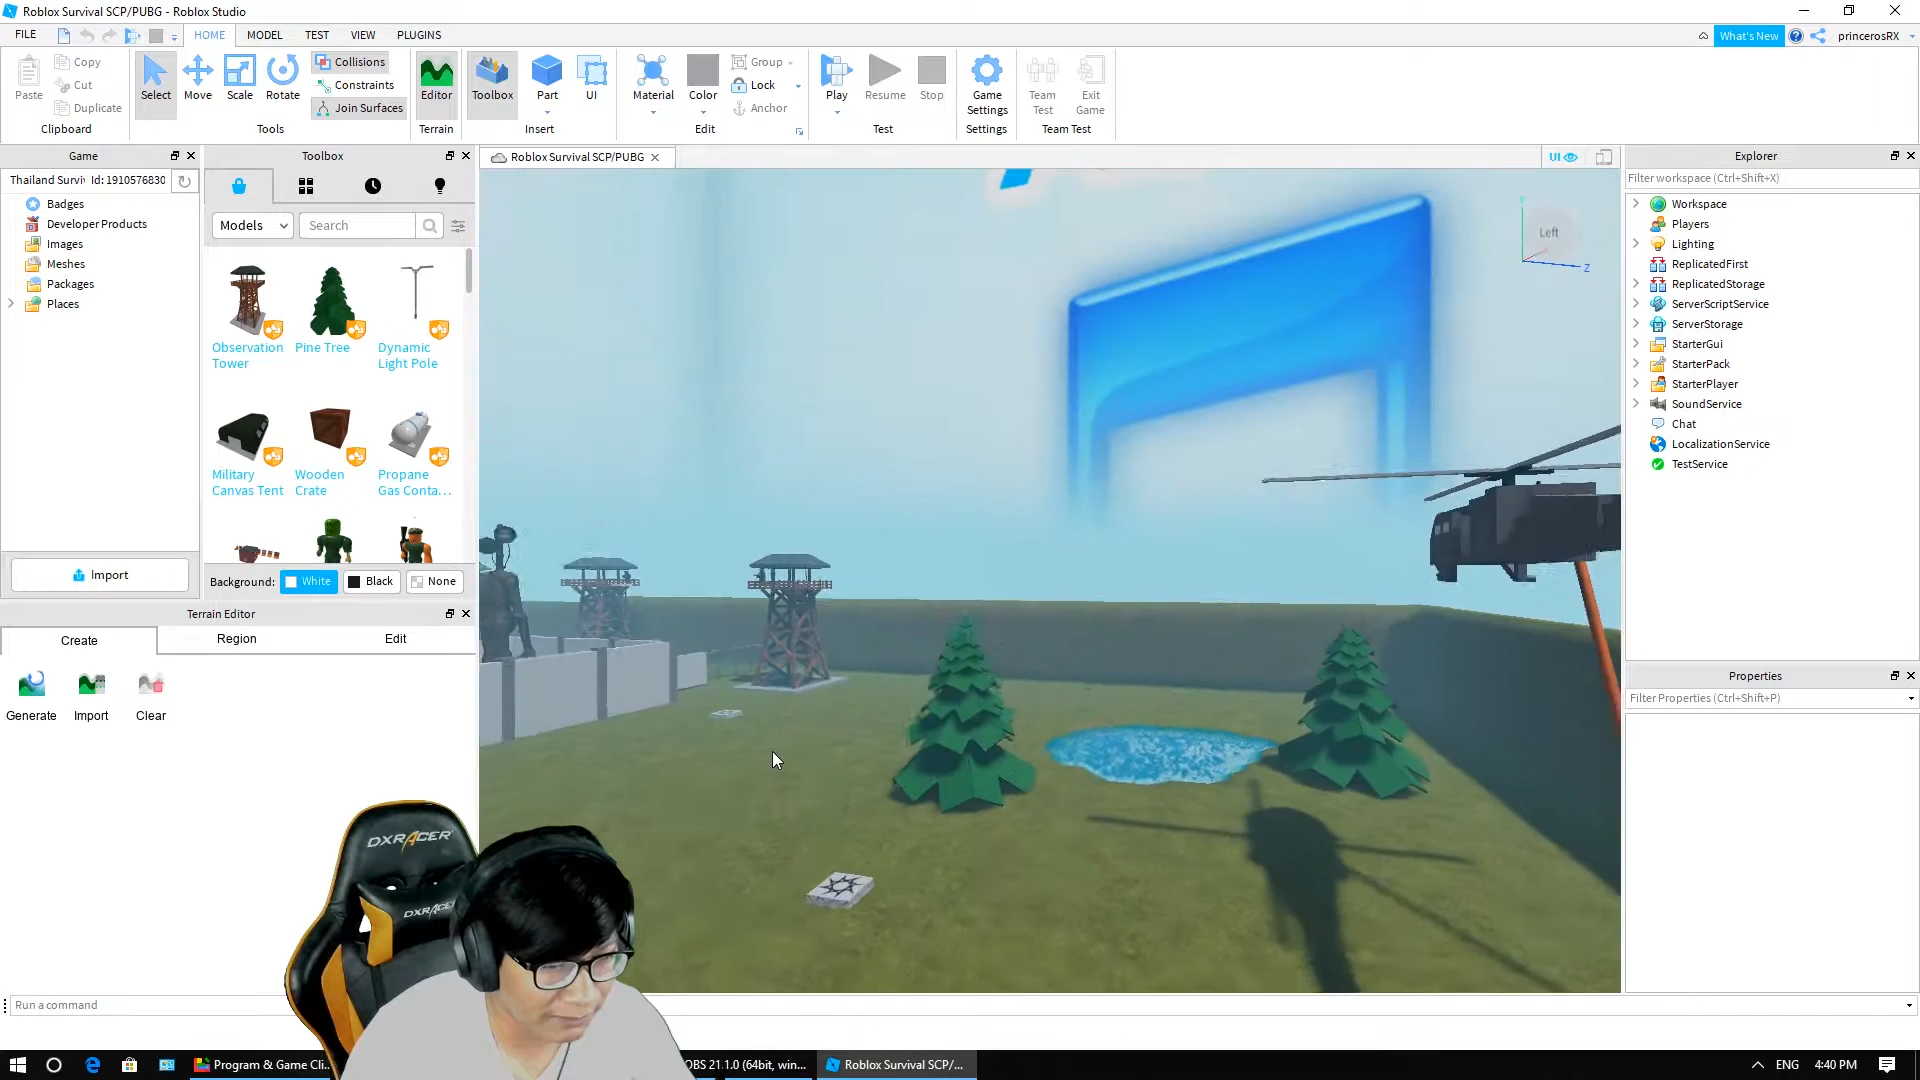 Roblox Survival SCP/PUBG - Roblox Studio
FILE
HOME
MODEL
TEST
VIEW
PLUGINS
What's New
princerosRX
Paste
Copy
Cut
Duplicate
Clipboard
Select
Move
Scale
Rotate
Collisions
Constraints
Join Surfaces
Tools
Editor
Terrain
Toolbox
Part
UI
Insert
Material
Color
Group
Lock
Anchor
Edit
Play
Resume
Stop
Test
Game
Settings
Settings
Team
Test
Exit
Game
Team Test
Game
Thailand Survi Id: 1910576830
Badges
Developer Products
Images
Meshes
Packages
Places
Import
Toolbox
Models
Search
Observation
Tower
Pine Tree
Dynamic
Light Pole
Military
Canvas Tent
Wooden
Crate
Propane
Gas Conta...
Background:
White
Black
None
Terrain Editor
Create
Region
Edit
Generate
Import
Clear
Roblox Survival SCP/PUBG
UI
Y
Left
Z
DXRACER
DXRACER
Explorer
Filter workspace (Ctrl+Shift+X)
Workspace
Players
Lighting
ReplicatedFirst
ReplicatedStorage
ServerScriptService
ServerStorage
StarterGui
StarterPack
StarterPlayer
SoundService
Chat
LocalizationService
TestService
Properties
Filter Properties (Ctrl+Shift+P)
Run a command
Program & Game Cli...
OBS 21.1.0 (64bit, win...
Roblox Survival SCP/...
ENG
4:40 PM